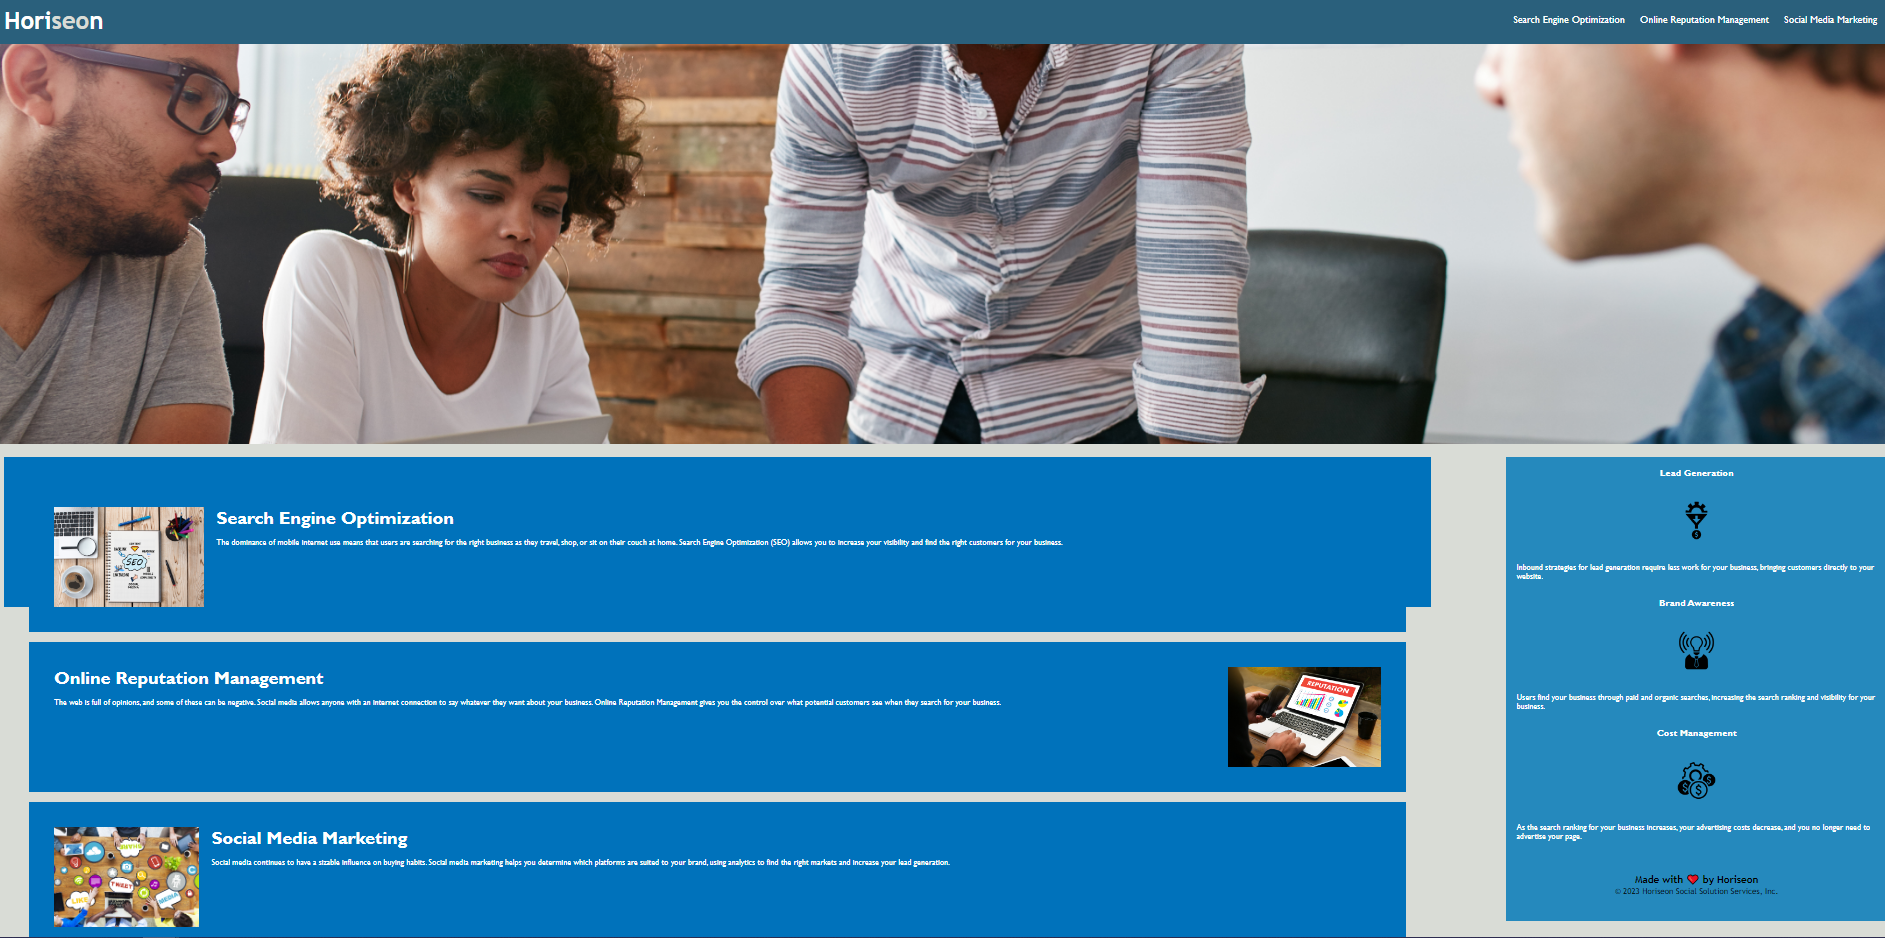 Horiseon
Search Engine Optimization
Online Reputation Management
Social Media Marketing
Search Engine Optimization
The dominance of mobile internet use means that users are searching for the right business as they travel, shop, or sit on their couch at home. Search Engine Optimization (SEO) allows you to increase your visibility and find the right customers for your business.
SEO
Online Reputation Management
The web is full of opinions, and some of these can be negative. Social media allows anyone with an internet connection to say whatever they want about your business. Online Reputation Management gives you the control over what potential customers see when they search for your business.
REPUTATION
Social Media Marketing
Social media continues to have a sizable influence on buying habits. Social media marketing helps you determine which platforms are suited to your brand, using analytics to find the right markets and increase your lead generation.
SHARE
TWEET
LIKE
MEDIA
Lead Generation
Inbound strategies for lead generation require less work for your business, bringing customers directly to your
website.
Brand Awareness
Users find your business through paid and organic searches, increasing the search ranking and visibility for your
business.
Cost Management
As the search ranking for your business increases, your advertising costs decrease, and you no longer need to
advertise your page.
Made with ❤️ by Horiseon
© 2023 Horiseon Social Solution Services, Inc.